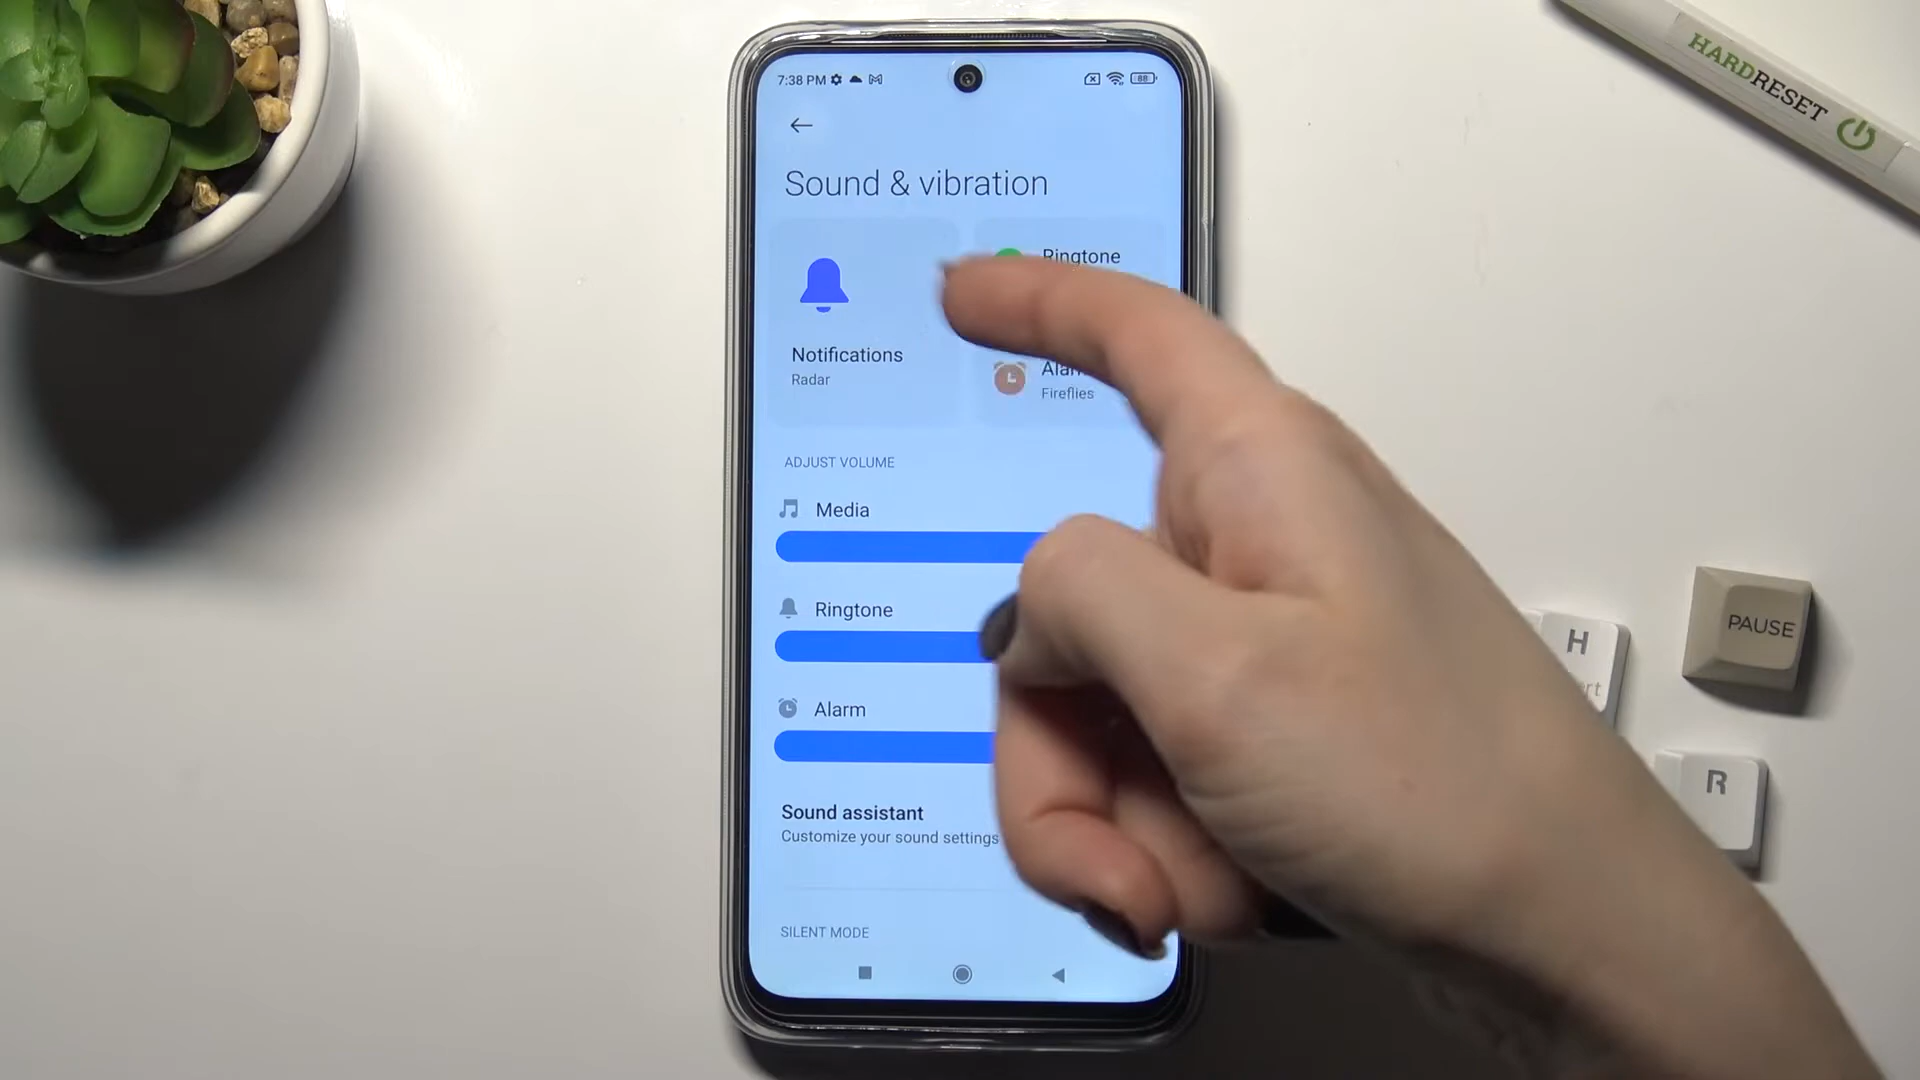 7:38 PM
88
Sound & vibration
Ringtone
Notifications
Radar
Fireflies
ADJUST VOLUME
Media
Ringtone
Alarm
Sound assistant
Customize your sound settings
SILENT MODE
HARDRESET
PAUSE
H
R